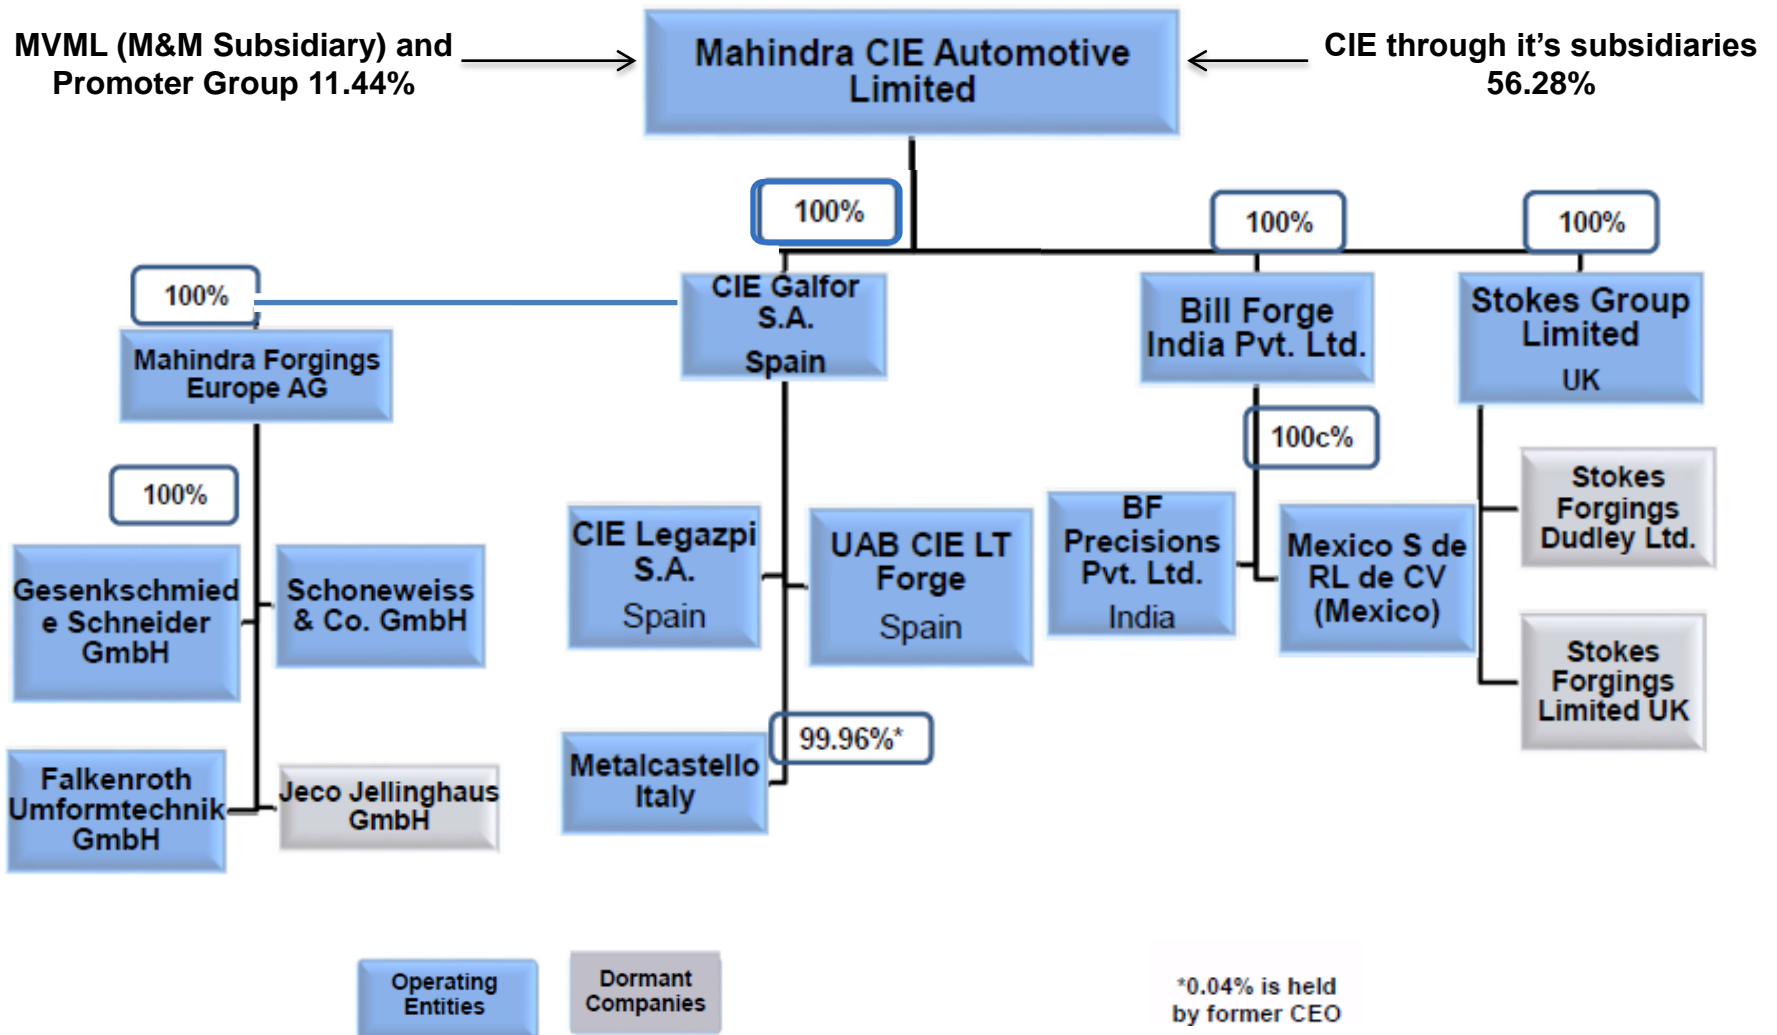 MVML (M&M Subsidiary) and
Promoter Group 11.44%
Mahindra CIE Automotive
Limited
CIE through it's subsidiaries
56.28%
100%
100%
100%
100%
CIE Galfor
S.A.
Spain
Bill Forge
India Pvt. Ltd.
Stokes Group
Limited
UK
Mahindra Forgings
Europe AG
100%
100c%
Gesenkschmied
e Schneider
GmbH
Schoneweiss
& Co. GmbH
CIE Legazpi
S.A.
Spain
UAB CIE LT
Forge
Spain
BF
Precisions
Pvt. Ltd.
India
Mexico S de
RL de CV
(Mexico)
Stokes
Forgings
Dudley Ltd.
Stokes
Forgings
Limited UK
Falkenroth
Umformtechnik
GmbH
Jeco Jellinghaus
GmbH
Metalcastello
Italy
99.96%*
Operating
Entities
Dormant
Companies
*0.04% is held
by former CEO